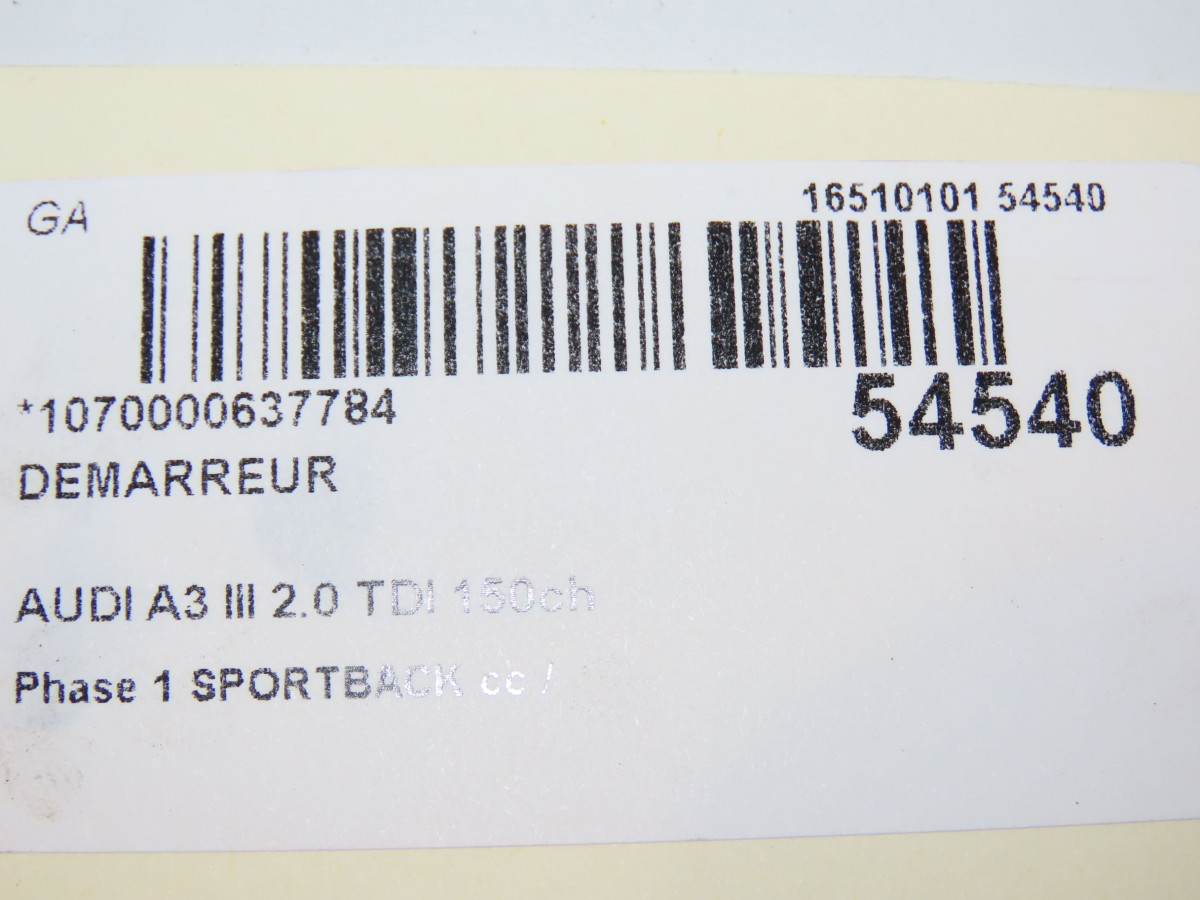 GA
16510101 54540
*1070000637784
54540
DEMARREUR
AUDI A3 III 2.0 TDI 150ch
Phase 1 SPORTBACK cc /